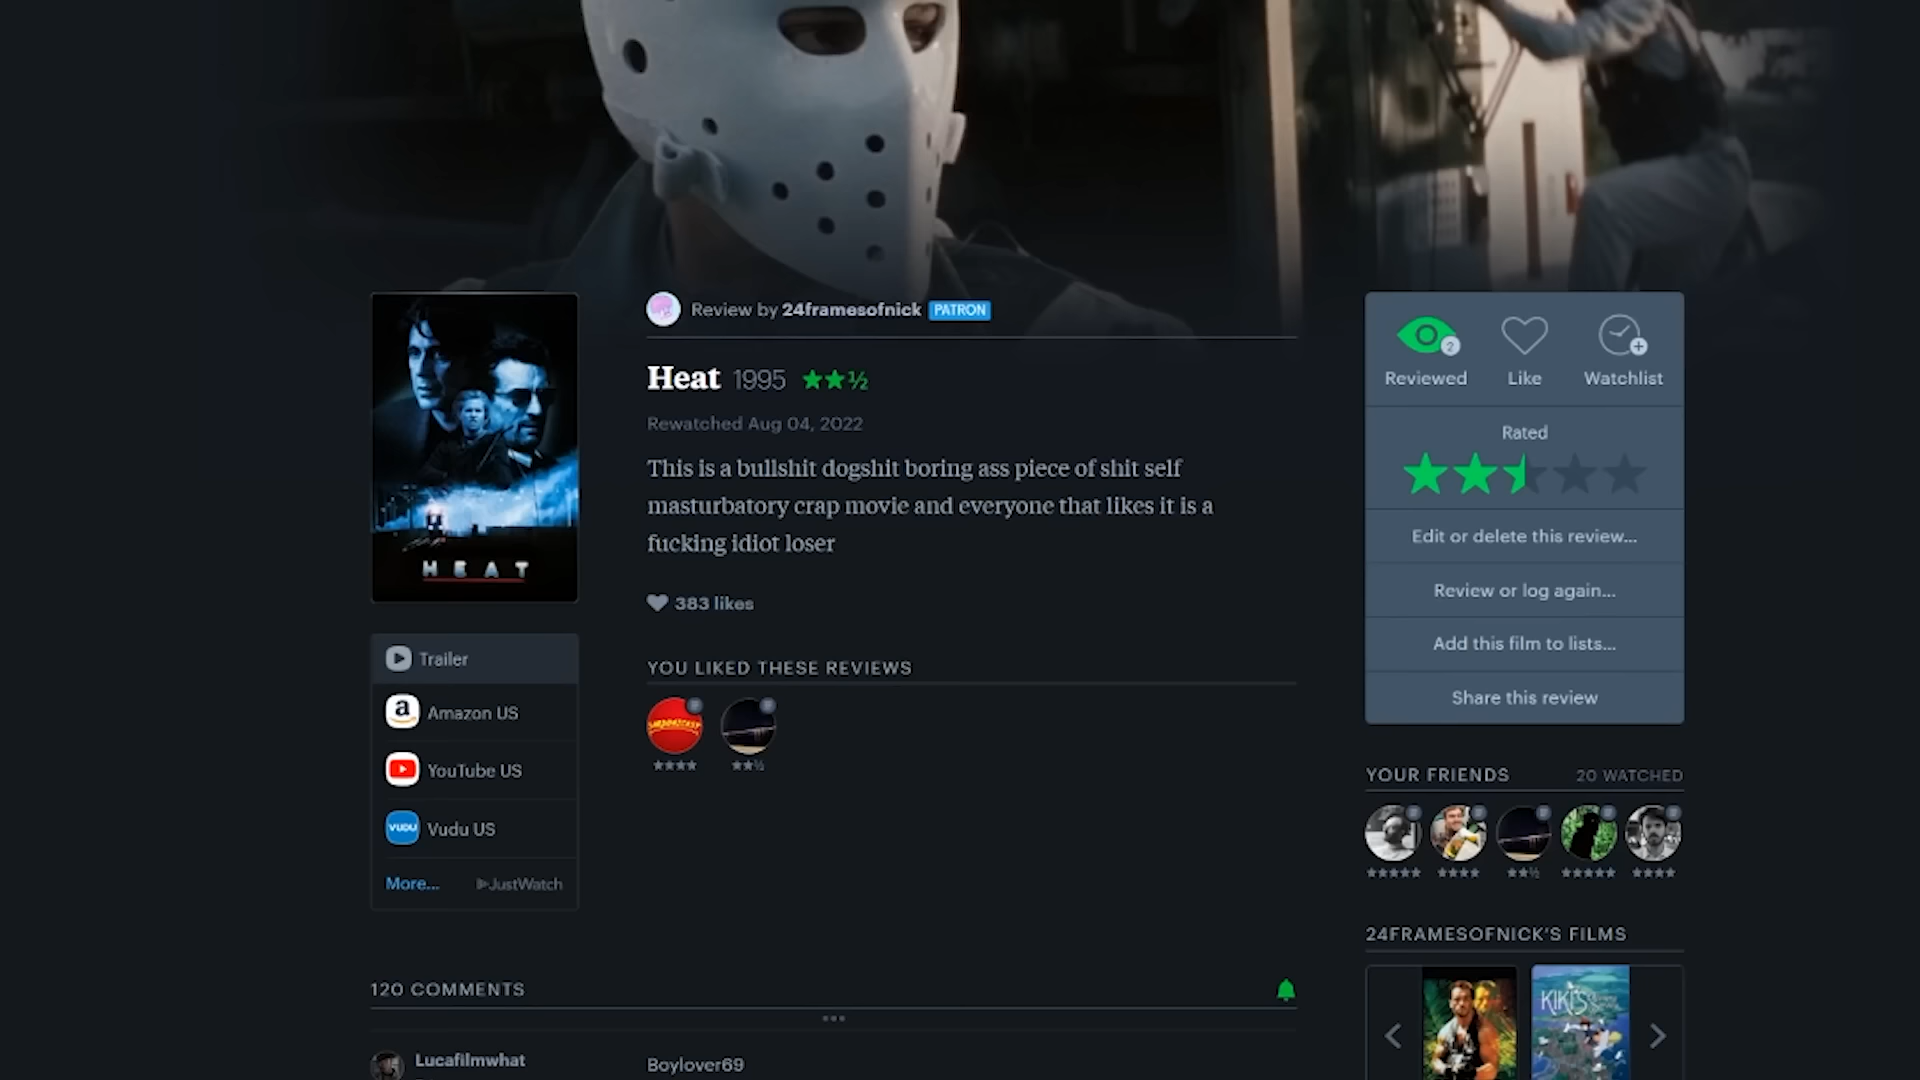 Review by 24framesofnick PATRON
Heat 1995 ★★½
Rewatched Aug 04, 2022
This is a bullshit dogshit boring ass piece of shit self
masturbatory crap movie and everyone that likes it is a
fucking idiot loser
383 likes
YOU LIKED THESE REVIEWS
★★★★ ★★½
HEAT
Trailer
a Amazon US
YouTube US
VUDU Vudu US
More... JustWatch
2
Reviewed Like Watchlist
Rated
Edit or delete this review...
Review or log again...
Add this film to lists...
Share this review
YOUR FRIENDS 20 WATCHED
★★★★★ ★★★★ ★★½ ★★★★★ ★★★★
24FRAMESOFNICK'S FILMS
KIKI'S
120 COMMENTS
Lucafilmwhat Boylover69